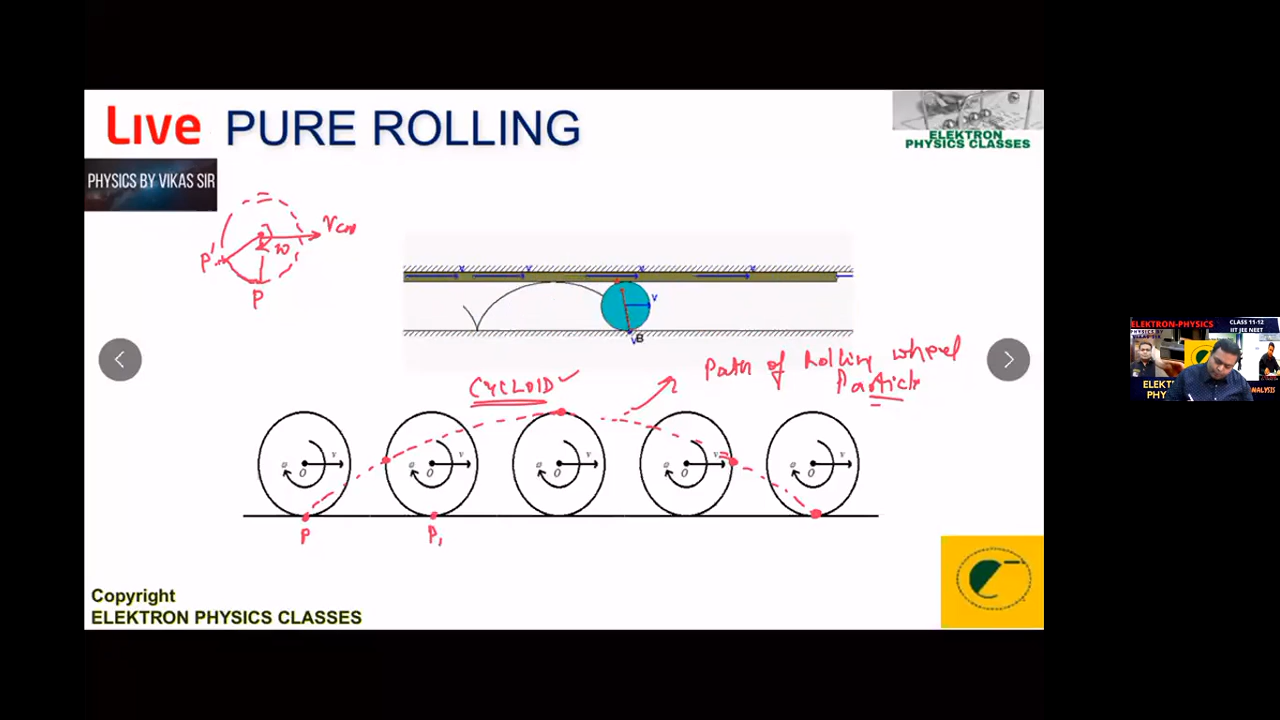 LIVE PURE ROLLING
ELEKTRON
PHYSICS CLASSES
PHYSICS BY VIKAS SIR
Vcm
P'
P
v v v v
v
B
Path of Rolling wheel
Particle
CYCLOID
v v v v v
O O O O O
P P1
Copyright
ELEKTRON PHYSICS CLASSES
ELEKTRON-PHYSICS
CLASS 11-12
IIT JEE NEET